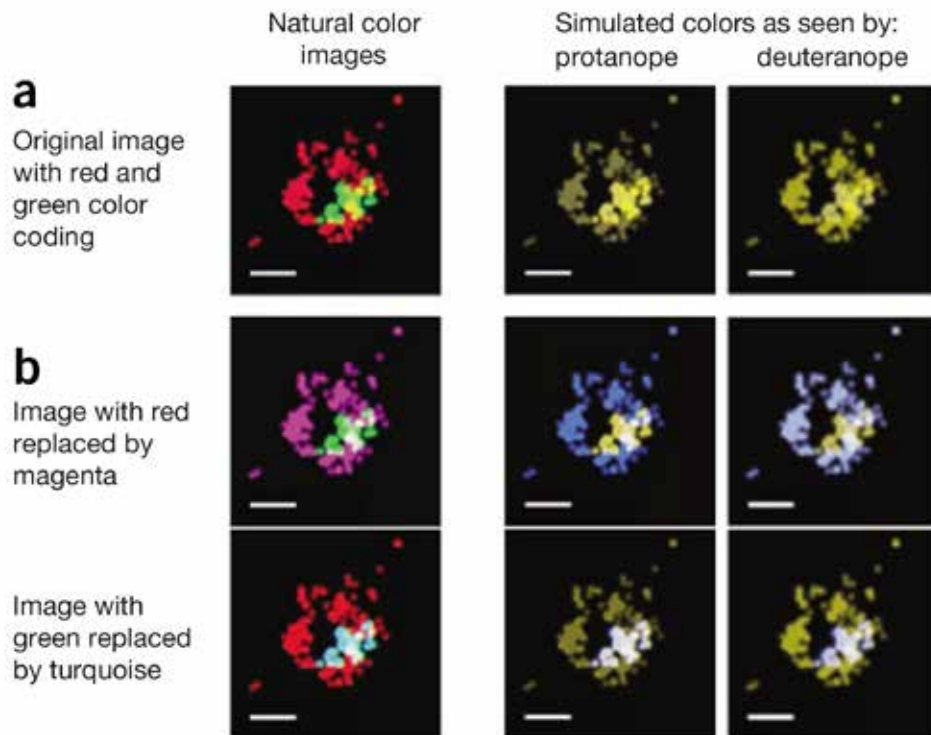 Natural color
images
Simulated colors as seen by:
protanope
deuteranope
a
Original image
with red and
green color
coding
b
Image with red
replaced by
magenta
Image with
green replaced
by turquoise